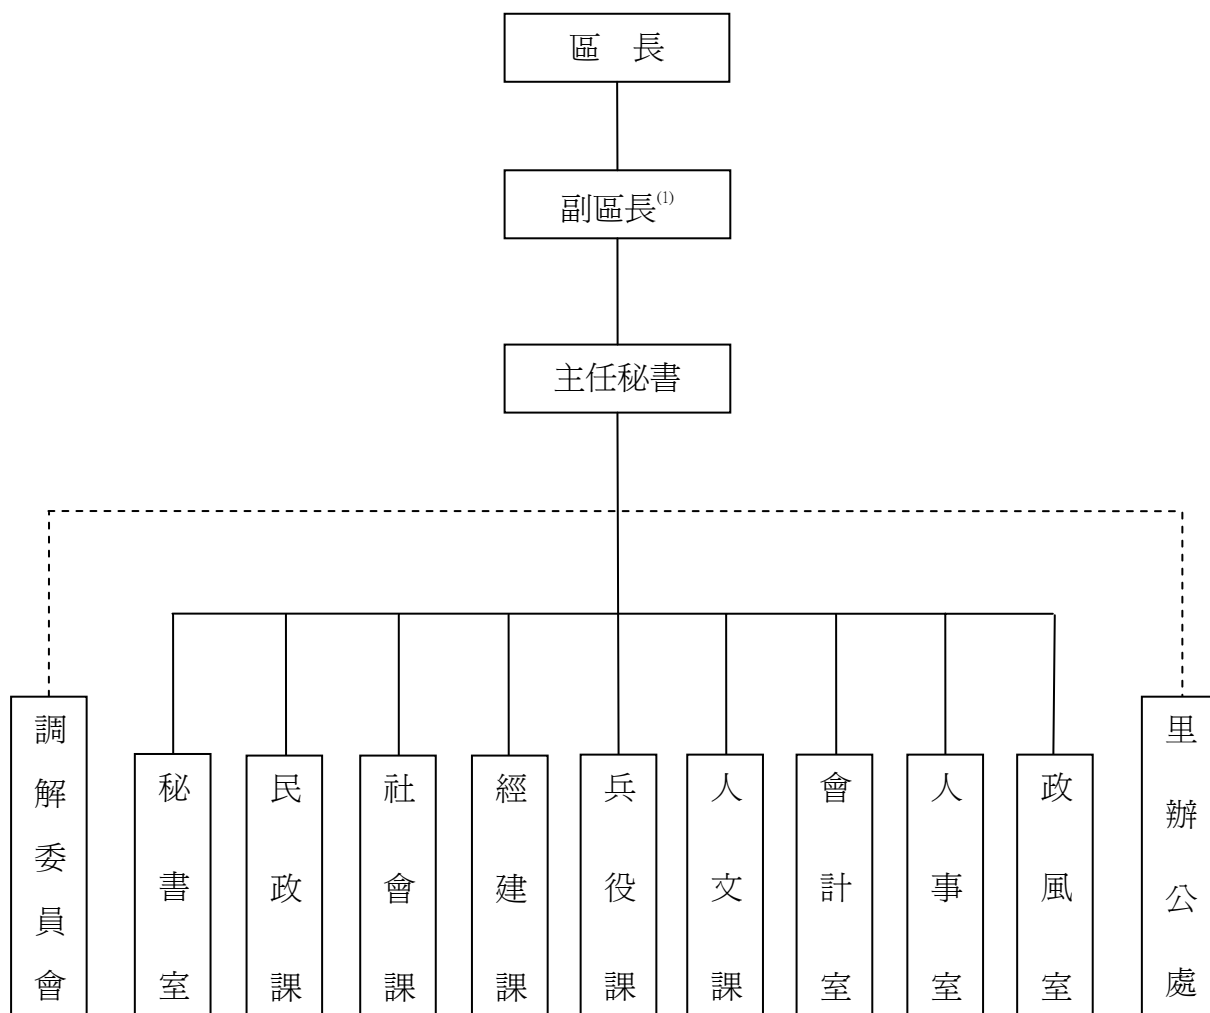 區　長
副區長⁽¹⁾
主任秘書
調解委員會
秘書室
民政課
社會課
經建課
兵役課
人文課
會計室
人事室
政風室
里辦公處